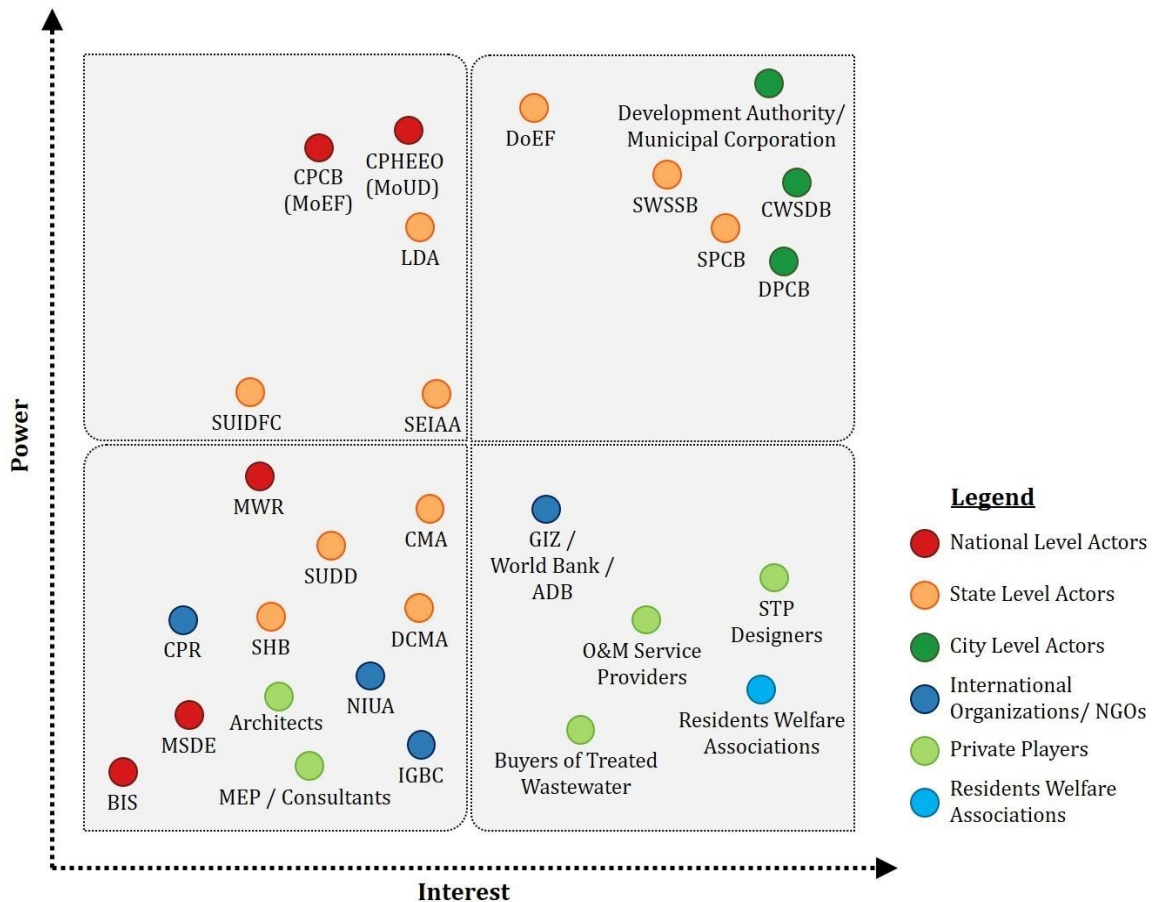 Power
CPCB
(MoEF)
CPHEEO
(MoUD)
LDA
SUIDFC
SEIAA
DoEF
Development Authority/
Municipal Corporation
SWSSB
CWSDB
SPCB
DPCB
MWR
CMA
SUDD
CPR
SHB
DCMA
NIUA
Architects
MSDE
IGBC
BIS
MEP / Consultants
GIZ /
World Bank /
ADB
STP
Designers
O&M Service
Providers
Residents Welfare
Associations
Buyers of Treated
Wastewater
Interest
Legend
National Level Actors
State Level Actors
City Level Actors
International
Organizations/ NGOs
Private Players
Residents Welfare
Associations